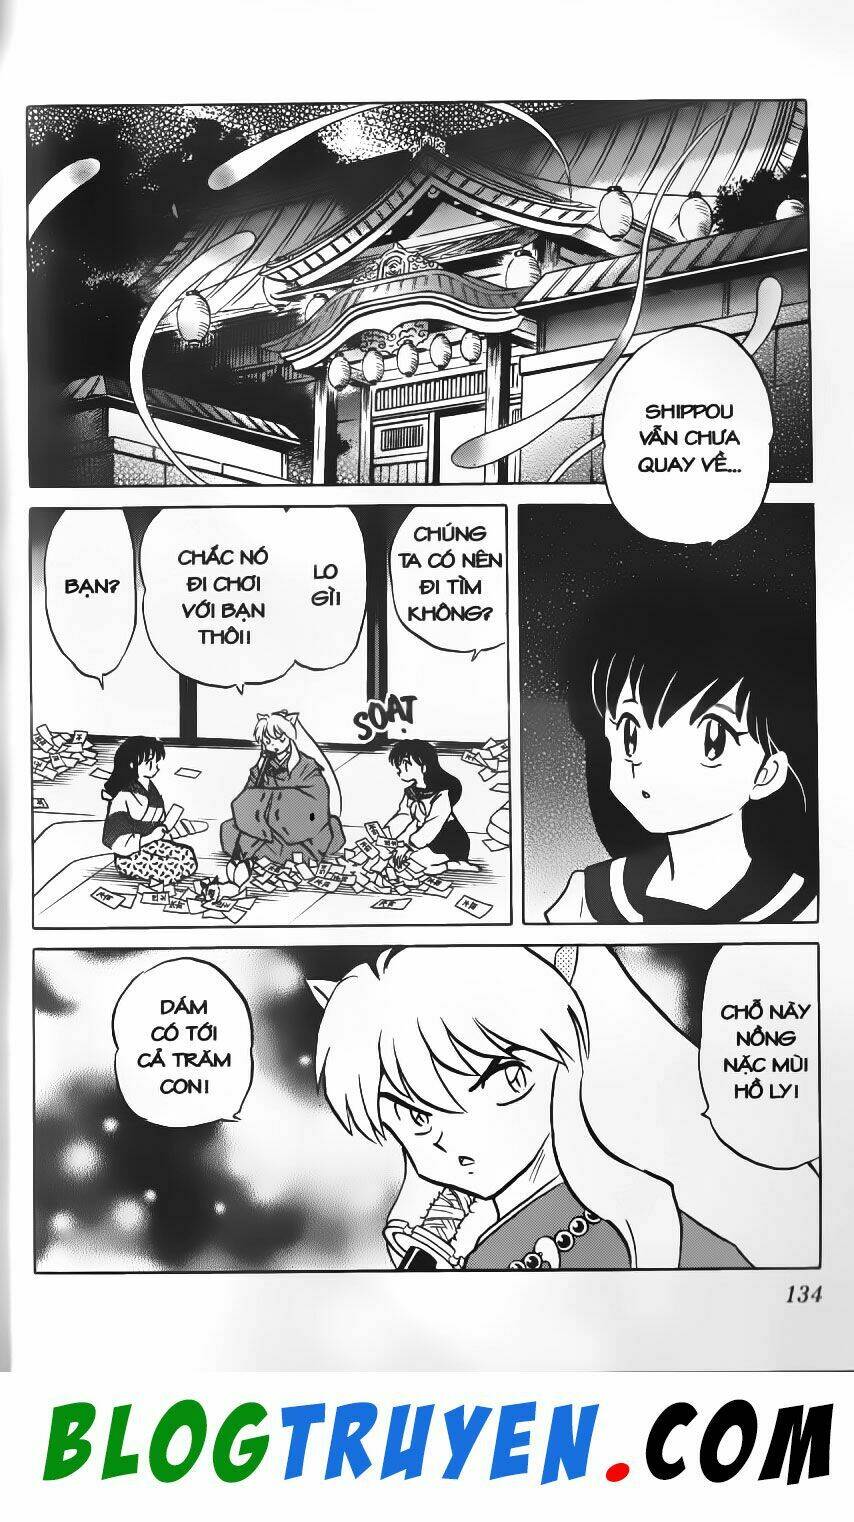 SHIPPOU
VẪN CHƯA
QUAY VỀ...
CHÚNG
TA CÓ NÊN
ĐI TÌM
KHÔNG?
LO
GÌ!
CHẮC NÓ
ĐI CHƠI
VỚI BẠN
THÔI!
BẠN?
SOẠT
CHỖ NÀY
NỒNG
NẶC MÙI
HỒ LY!
DÁM
CÓ TỚI
CẢ TRĂM
CON!
134
BLOGTRUYEN.COM